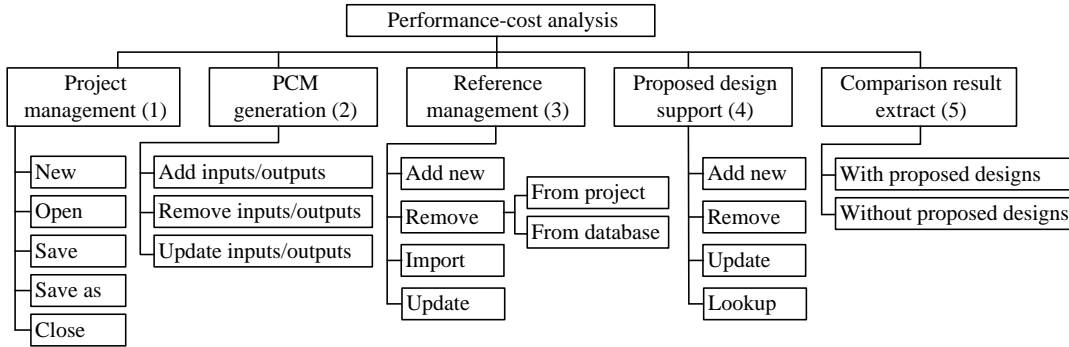 Performance-cost analysis
Project
management (1)
New
Open
Save
Save as
Close
PCM
generation (2)
Add inputs/outputs
Remove inputs/outputs
Update inputs/outputs
Reference
management (3)
Add new
Remove
From project
From database
Import
Update
Proposed design
support (4)
Add new
Remove
Update
Lookup
Comparison result
extract (5)
With proposed designs
Without proposed designs